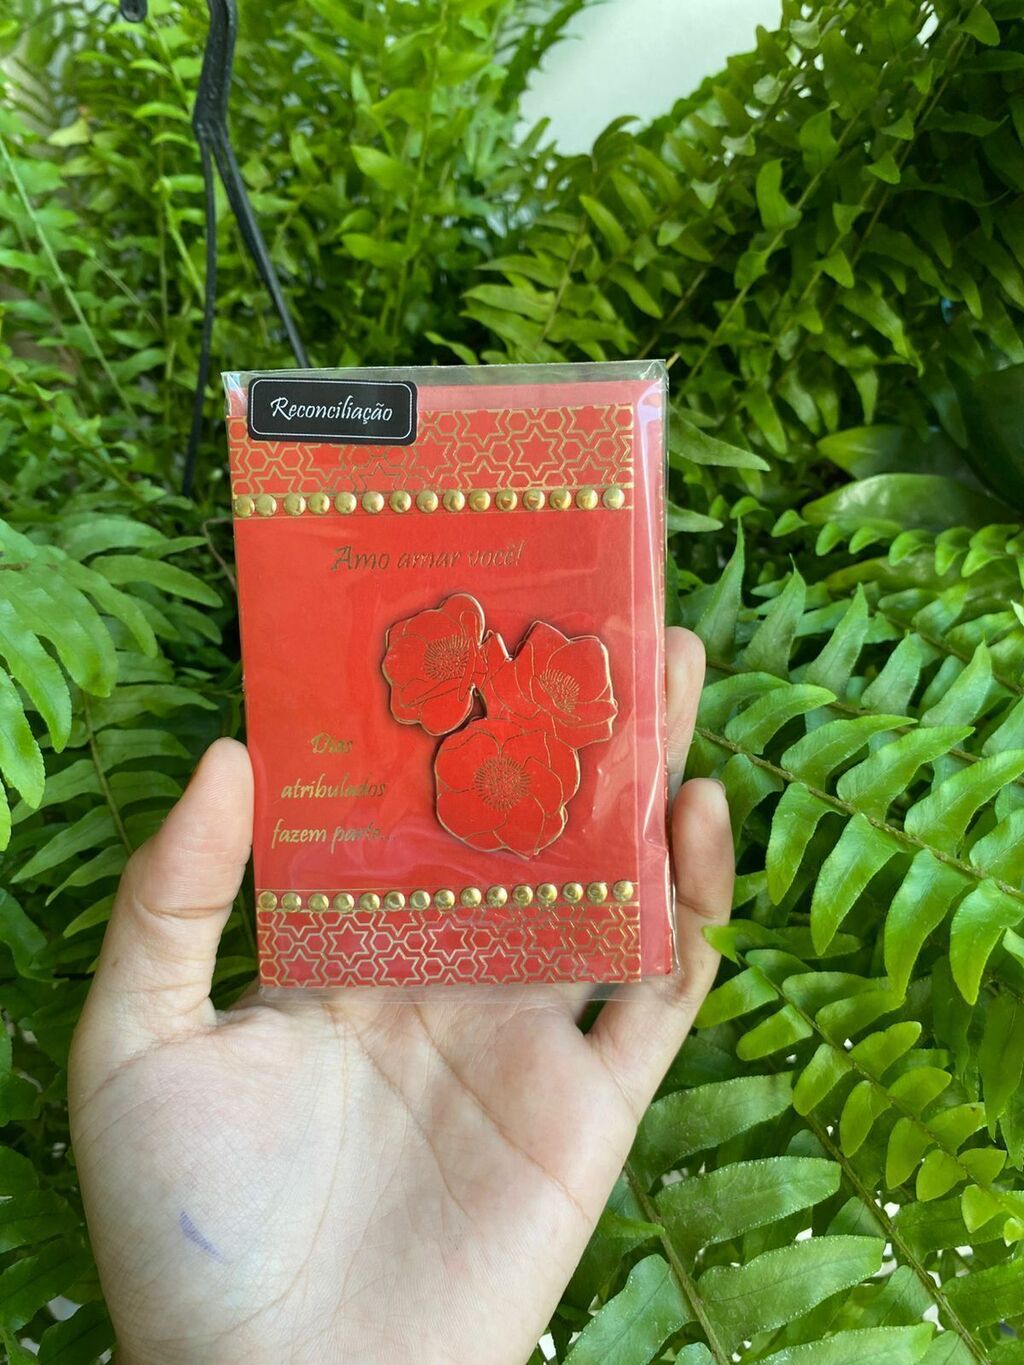 Reconciliação
Amo amar você!
Dias
atribulados
fazem parte...